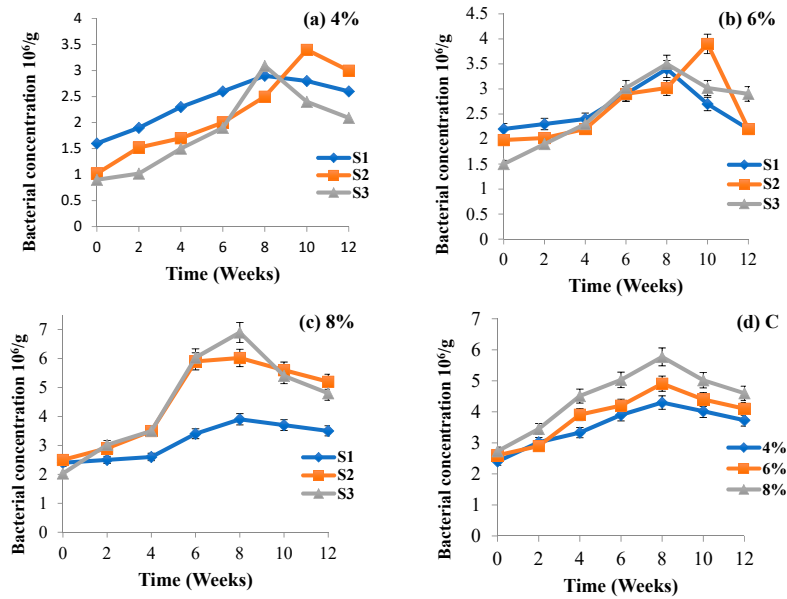 (a) 4%
Bacterial concentration 10⁶/g
4
3.5
3
2.5
2
1.5
1
0.5
0
0 2 4 6 8 10 12
Time (Weeks)
S1
S2
S3
(b) 6%
Bacterial concentration 10⁶/g
4.5
4
3.5
3
2.5
2
1.5
1
0.5
0
0 2 4 6 8 10 12
Time (Weeks)
S1
S2
S3
(c) 8%
Bacterial concentration 10⁶/g
7
6
5
4
3
2
1
0
0 2 4 6 8 10 12
Time (Weeks)
S1
S2
S3
(d) C
Bacterial concentration 10⁶/g
7
6
5
4
3
2
1
0
0 2 4 6 8 10 12
Time (Weeks)
4%
6%
8%